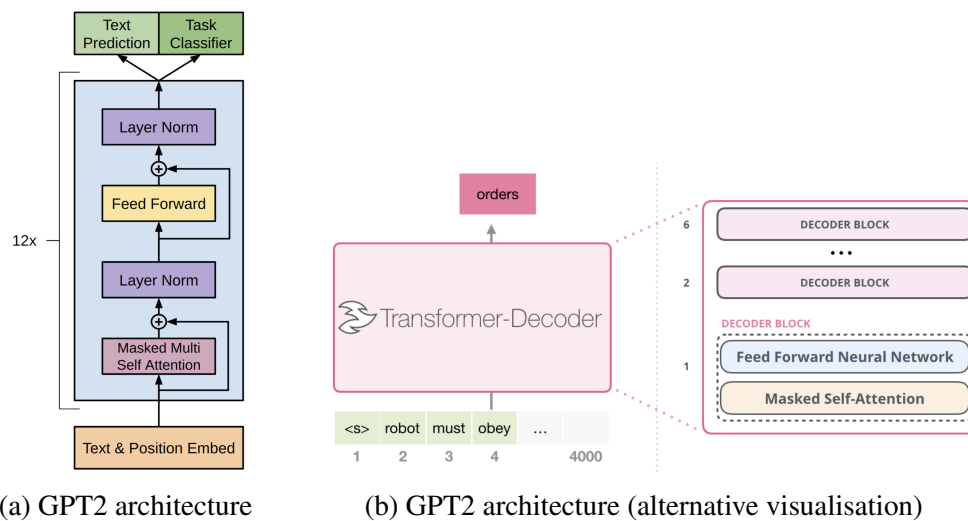 Text
Prediction
Task
Classifier
Layer Norm
Feed Forward
12x
Layer Norm
Masked Multi
Self Attention
Text & Position Embed
orders
Transformer-Decoder
<s> robot must obey ...
1 2 3 4 4000
6 DECODER BLOCK
...
2 DECODER BLOCK
DECODER BLOCK
1
Feed Forward Neural Network
Masked Self-Attention
(a) GPT2 architecture
(b) GPT2 architecture (alternative visualisation)